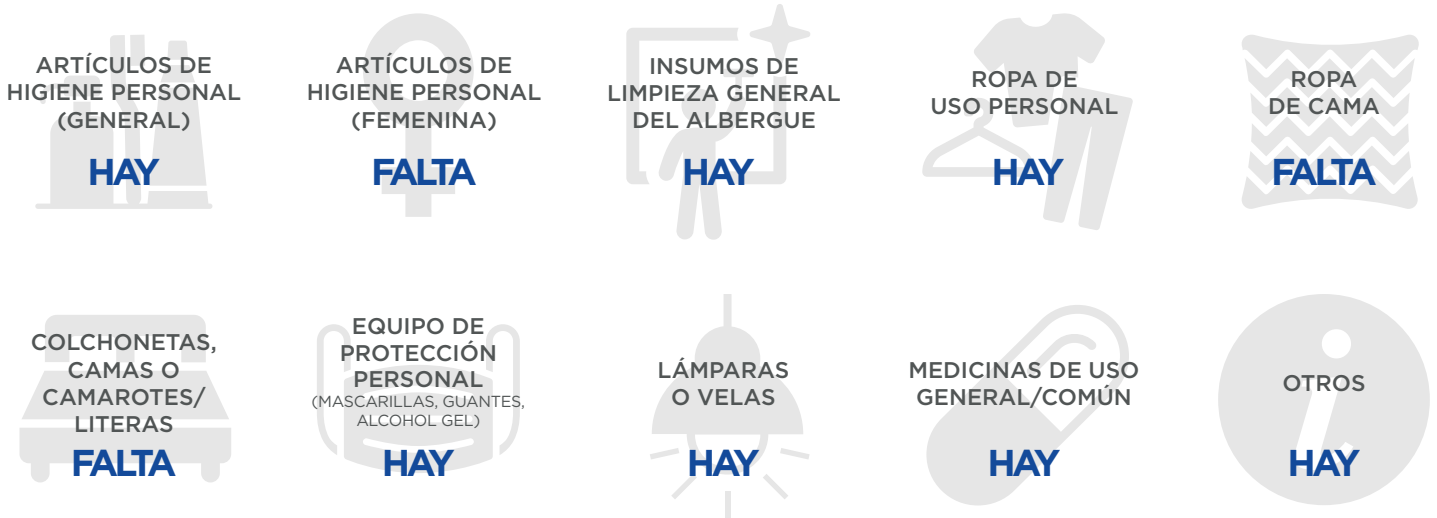 ARTÍCULOS DE
HIGIENE PERSONAL
(GENERAL)
HAY
ARTÍCULOS DE
HIGIENE PERSONAL
(FEMENINA)
FALTA
INSUMOS DE
LIMPIEZA GENERAL
DEL ALBERGUE
HAY
ROPA DE
USO PERSONAL
HAY
ROPA
DE CAMA
FALTA
COLCHONETAS,
CAMAS O
CAMAROTES/
LITERAS
FALTA
EQUIPO DE
PROTECCIÓN
PERSONAL
(MASCARILLAS, GUANTES,
ALCOHOL GEL)
HAY
LÁMPARAS
O VELAS
HAY
MEDICINAS DE USO
GENERAL/COMÚN
HAY
OTROS
HAY